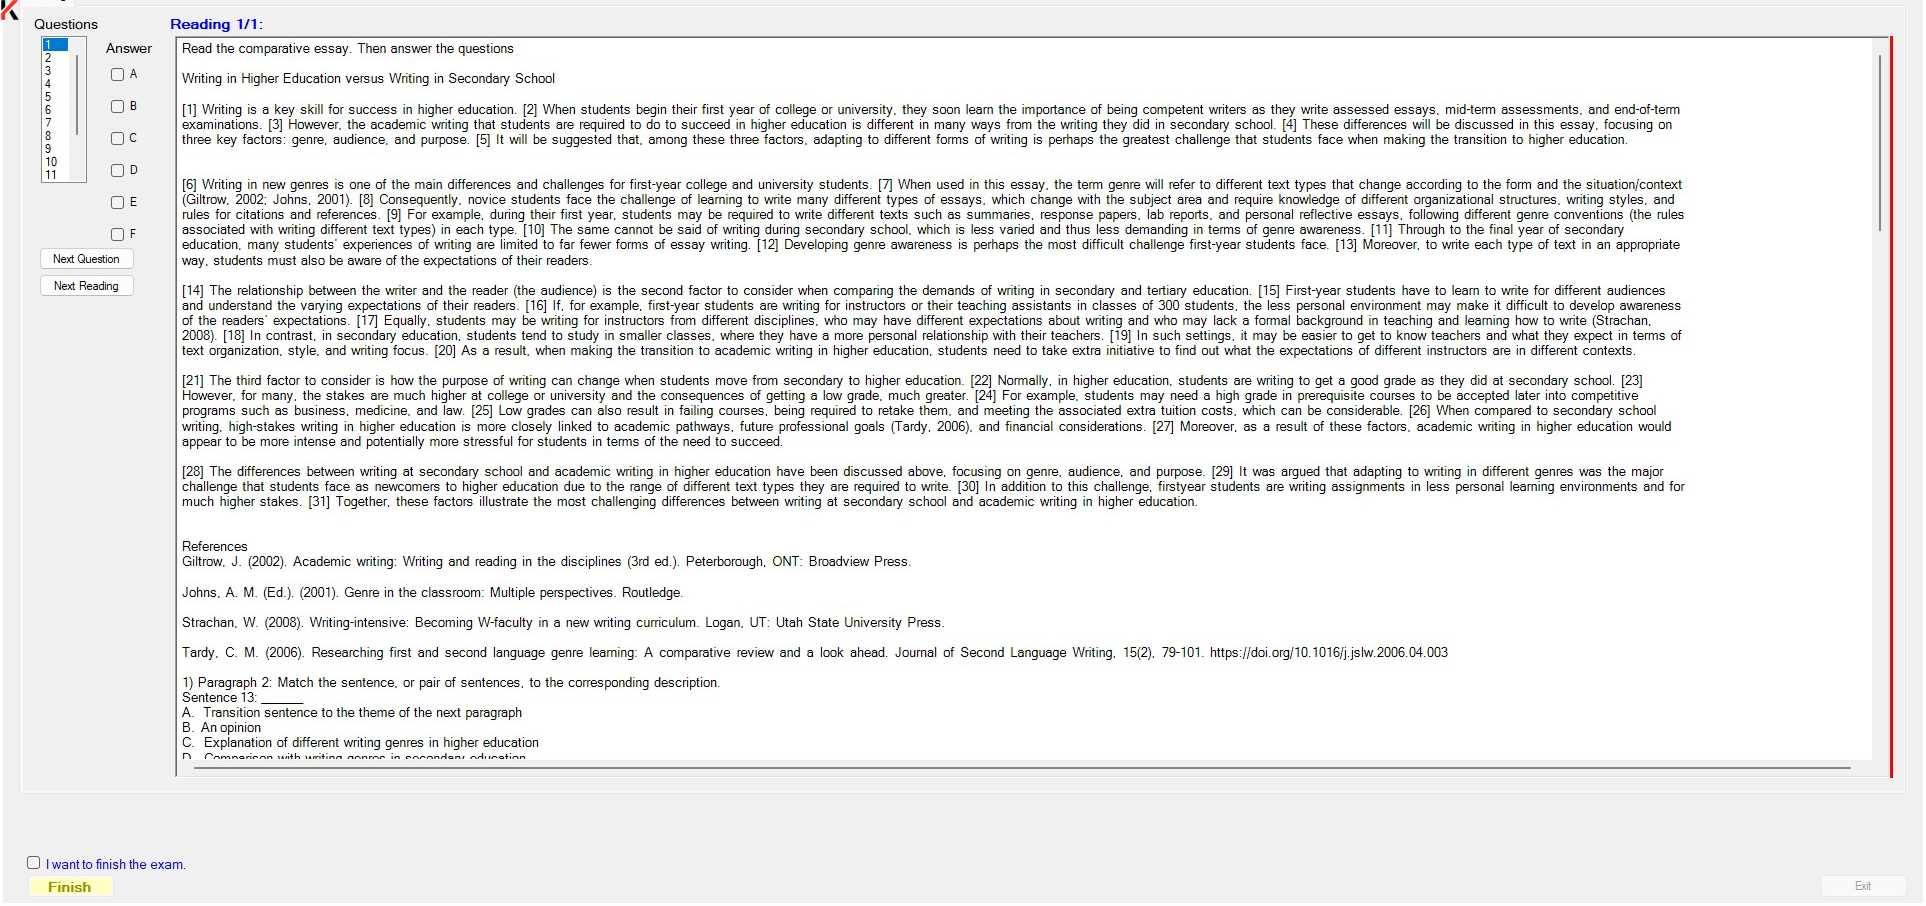 Questions
Reading 1/1:
1
2
3
4
5
6
7
8
9
10
11
Answer
A
B
C
D
E
F
Next Question
Next Reading
Read the comparative essay. Then answer the questions
Writing in Higher Education versus Writing in Secondary School
[1] Writing is a key skill for success in higher education. [2] When students begin their first year of college or university, they soon learn the importance of being competent writers as they write assessed essays, mid-term assessments, and end-of-term
examinations. [3] However, the academic writing that students are required to do to succeed in higher education is different in many ways from the writing they did in secondary school. [4] These differences will be discussed in this essay, focusing on
three key factors: genre, audience, and purpose. [5] It will be suggested that, among these three factors, adapting to different forms of writing is perhaps the greatest challenge that students face when making the transition to higher education.
[6] Writing in new genres is one of the main differences and challenges for first-year college and university students. [7] When used in this essay, the term genre will refer to different text types that change according to the form and the situation/context
(Giltrow, 2002; Johns, 2001). [8] Consequently, novice students face the challenge of learning to write many different types of essays, which change with the subject area and require knowledge of different organizational structures, writing styles, and
rules for citations and references. [9] For example, during their first year, students may be required to write different texts such as summaries, response papers, lab reports, and personal reflective essays, following different genre conventions (the rules
associated with writing different text types) in each type. [10] The same cannot be said of writing during secondary school, which is less varied and thus less demanding in terms of genre awareness. [11] Through to the final year of secondary
education, many students' experiences of writing are limited to far fewer forms of essay writing. [12] Developing genre awareness is perhaps the most difficult challenge first-year students face. [13] Moreover, to write each type of text in an appropriate
way, students must also be aware of the expectations of their readers.
[14] The relationship between the writer and the reader (the audience) is the second factor to consider when comparing the demands of writing in secondary and tertiary education. [15] First-year students have to learn to write for different audiences
and understand the varying expectations of their readers. [16] If, for example, first-year students are writing for instructors or their teaching assistants in classes of 300 students, the less personal environment may make it difficult to develop awareness
of the readers' expectations. [17] Equally, students may be writing for instructors from different disciplines, who may have different expectations about writing and who may lack a formal background in teaching and learning how to write (Strachan,
2008). [18] In contrast, in secondary education, students tend to study in smaller classes, where they have a more personal relationship with their teachers. [19] In such settings, it may be easier to get to know teachers and what they expect in terms of
text organization, style, and writing focus. [20] As a result, when making the transition to academic writing in higher education, students need to take extra initiative to find out what the expectations of different instructors are in different contexts.
[21] The third factor to consider is how the purpose of writing can change when students move from secondary to higher education. [22] Normally, in higher education, students are writing to get a good grade as they did at secondary school. [23]
However, for many, the stakes are much higher at college or university and the consequences of getting a low grade, much greater. [24] For example, students may need a high grade in prerequisite courses to be accepted later into competitive
programs such as business, medicine, and law. [25] Low grades can also result in failing courses, being required to retake them, and meeting the associated extra tuition costs, which can be considerable. [26] When compared to secondary school
writing, high-stakes writing in higher education is more closely linked to academic pathways, future professional goals (Tardy, 2006), and financial considerations. [27] Moreover, as a result of these factors, academic writing in higher education would
appear to be more intense and potentially more stressful for students in terms of the need to succeed.
[28] The differences between writing at secondary school and academic writing in higher education have been discussed above, focusing on genre, audience, and purpose. [29] It was argued that adapting to writing in different genres was the major
challenge that students face as newcomers to higher education due to the range of different text types they are required to write. [30] In addition to this challenge, firstyear students are writing assignments in less personal learning environments and for
much higher stakes. [31] Together, these factors illustrate the most challenging differences between writing at secondary school and academic writing in higher education.
References
Giltrow, J. (2002). Academic writing: Writing and reading in the disciplines (3rd ed.). Peterborough, ONT: Broadview Press.
Johns, A. M. (Ed.). (2001). Genre in the classroom: Multiple perspectives. Routledge.
Strachan, W. (2008). Writing-intensive: Becoming W-faculty in a new writing curriculum. Logan, UT: Utah State University Press.
Tardy, C. M. (2006). Researching first and second language genre learning: A comparative review and a look ahead. Journal of Second Language Writing, 15(2), 79-101. https://doi.org/10.1016/j.jslw.2006.04.003
1) Paragraph 2: Match the sentence, or pair of sentences, to the corresponding description.
Sentence 13: ______
A. Transition sentence to the theme of the next paragraph
B. An opinion
C. Explanation of different writing genres in higher education
D. Comparison with writing genres in secondary education
I want to finish the exam.
Finish
Exit